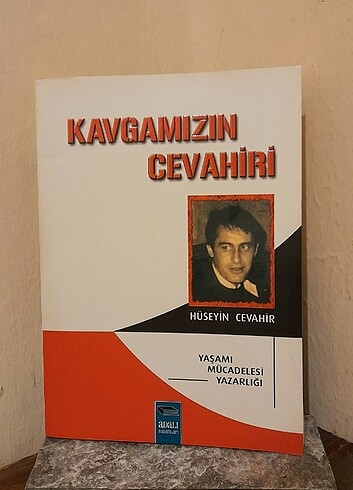 KAVGAMIZIN
CEVAHİRİ
HÜSEYİN CEVAHİR
YAŞAMI
MÜCADELESİ
YAZARLIĞI